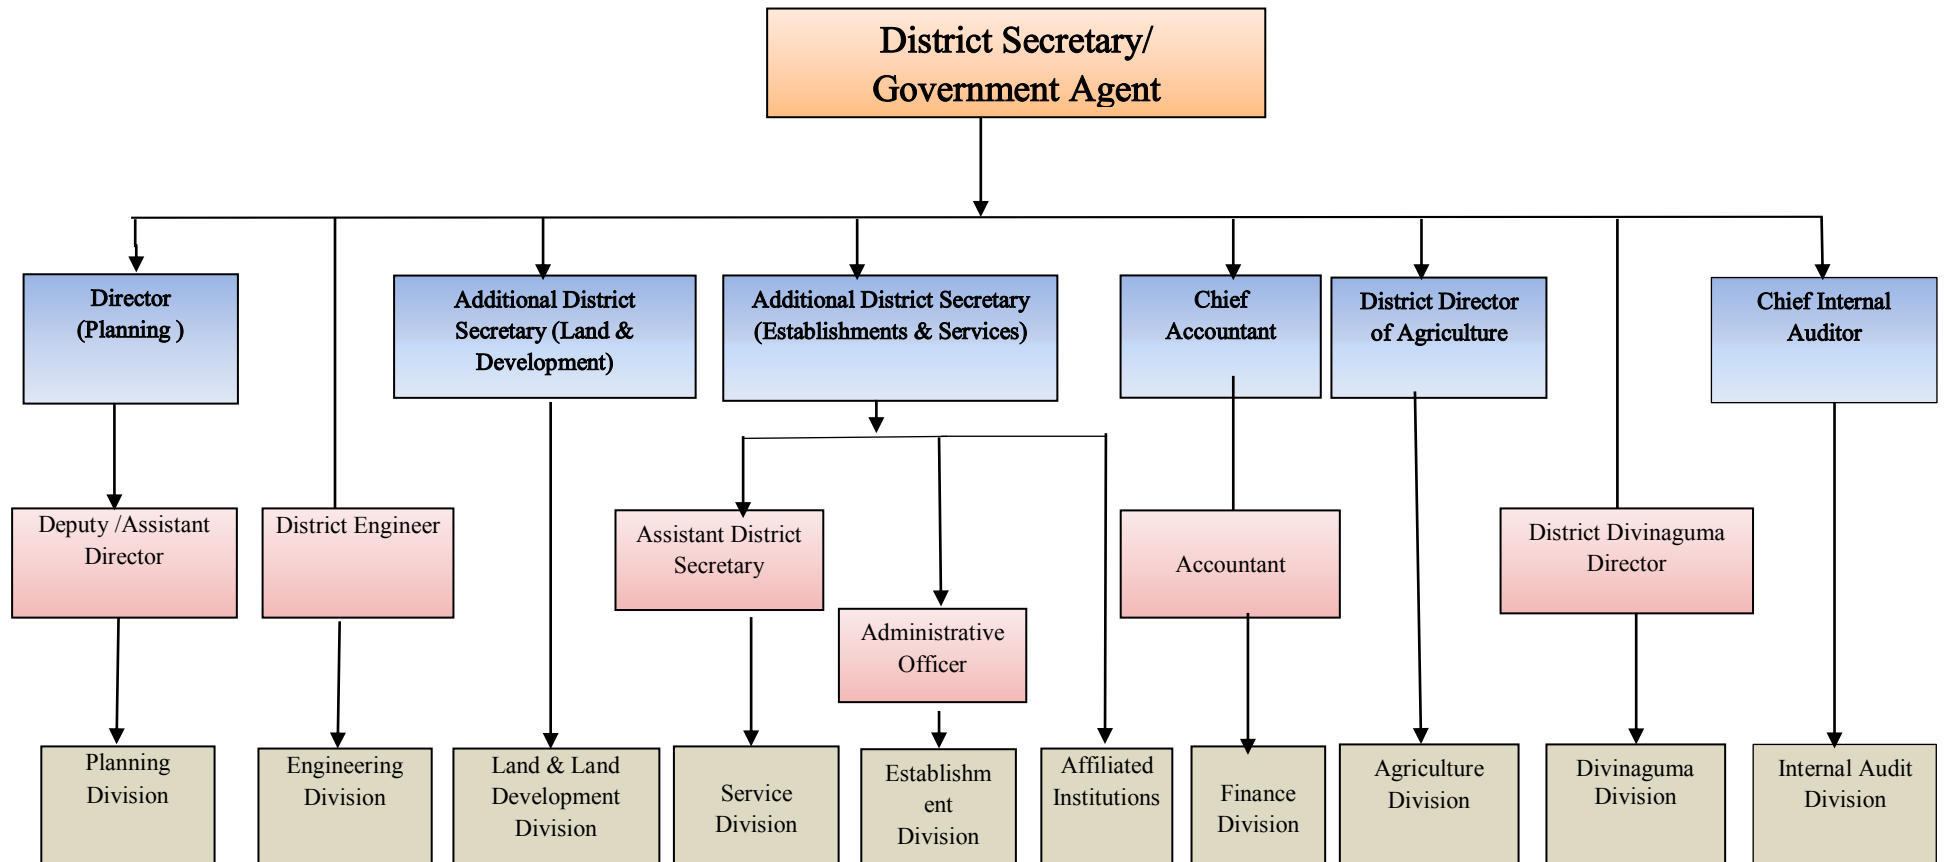 District Secretary/
Government Agent
Director
(Planning )
Additional District
Secretary (Land &
Development)
Additional District Secretary
(Establishments & Services)
Chief
Accountant
District Director
of Agriculture
Chief Internal
Auditor
Deputy /Assistant
Director
District Engineer
Assistant District
Secretary
Administrative
Officer
Accountant
District Divinaguma
Director
Planning
Division
Engineering
Division
Land & Land
Development
Division
Service
Division
Establishm
ent
Division
Affiliated
Institutions
Finance
Division
Agriculture
Division
Divinaguma
Division
Internal Audit
Division